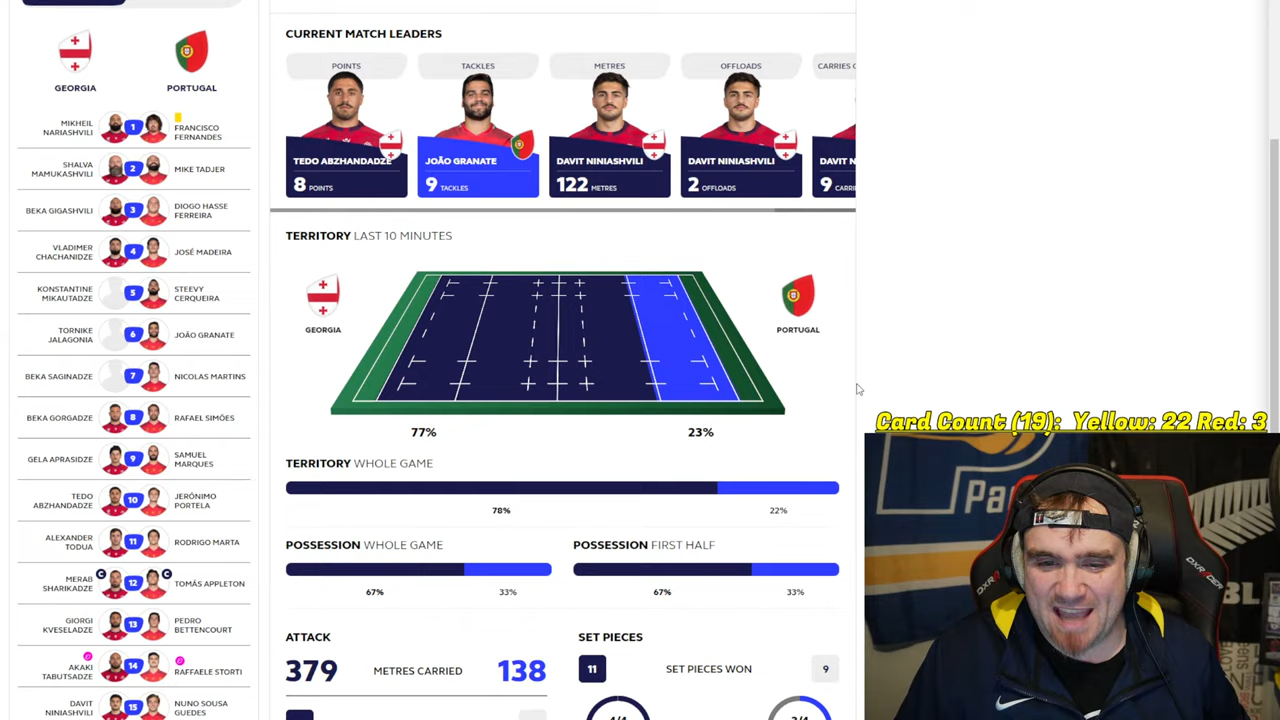 GEORGIA
PORTUGAL
MIKHEIL
NARIASHVILI
1
FRANCISCO
FERNANDES
SHALVA
MAMUKASHVILI
2
MIKE TADJER
BEKA GIGASHVILI
3
DIOGO HASSE
FERREIRA
VLADIMER
CHACHANIDZE
4
JOSÉ MADEIRA
KONSTANTINE
MIKAUTADZE
5
STEEVY
CERQUEIRA
TORNIKE
JALAGONIA
6
JOÃO GRANATE
BEKA SAGINADZE
7
NICOLAS MARTINS
BEKA GORGADZE
8
RAFAEL SIMÕES
GELA APRASIDZE
9
SAMUEL
MARQUES
TEDO
ABZHANDADZE
10
JERÓNIMO
PORTELA
ALEXANDER
TODUA
11
RODRIGO MARTA
MERAB
SHARIKADZE
C
12
C
TOMÁS APPLETON
GIORGI
KVESELADZE
13
PEDRO
BETTENCOURT
AKAKI
TABUTSADZE
14
RAFFAELE STORTI
DAVIT
NINIASHVILI
15
NUNO SOUSA
GUEDES
CURRENT MATCH LEADERS
POINTS
TEDO ABZHANDADZE
8 POINTS
TACKLES
JOÃO GRANATE
9 TACKLES
METRES
DAVIT NINIASHVILI
122 METRES
OFFLOADS
DAVIT NINIASHVILI
2 OFFLOADS
CARRIES
DAVIT N
9
TERRITORY LAST 10 MINUTES
GEORGIA
PORTUGAL
77%
23%
TERRITORY WHOLE GAME
78%
22%
POSSESSION WHOLE GAME
67%
33%
POSSESSION FIRST HALF
67%
33%
ATTACK
379 METRES CARRIED 138
SET PIECES
11 SET PIECES WON 9
Card Count (19): Yellow: 22 Red: 3
Pa
DXRACER